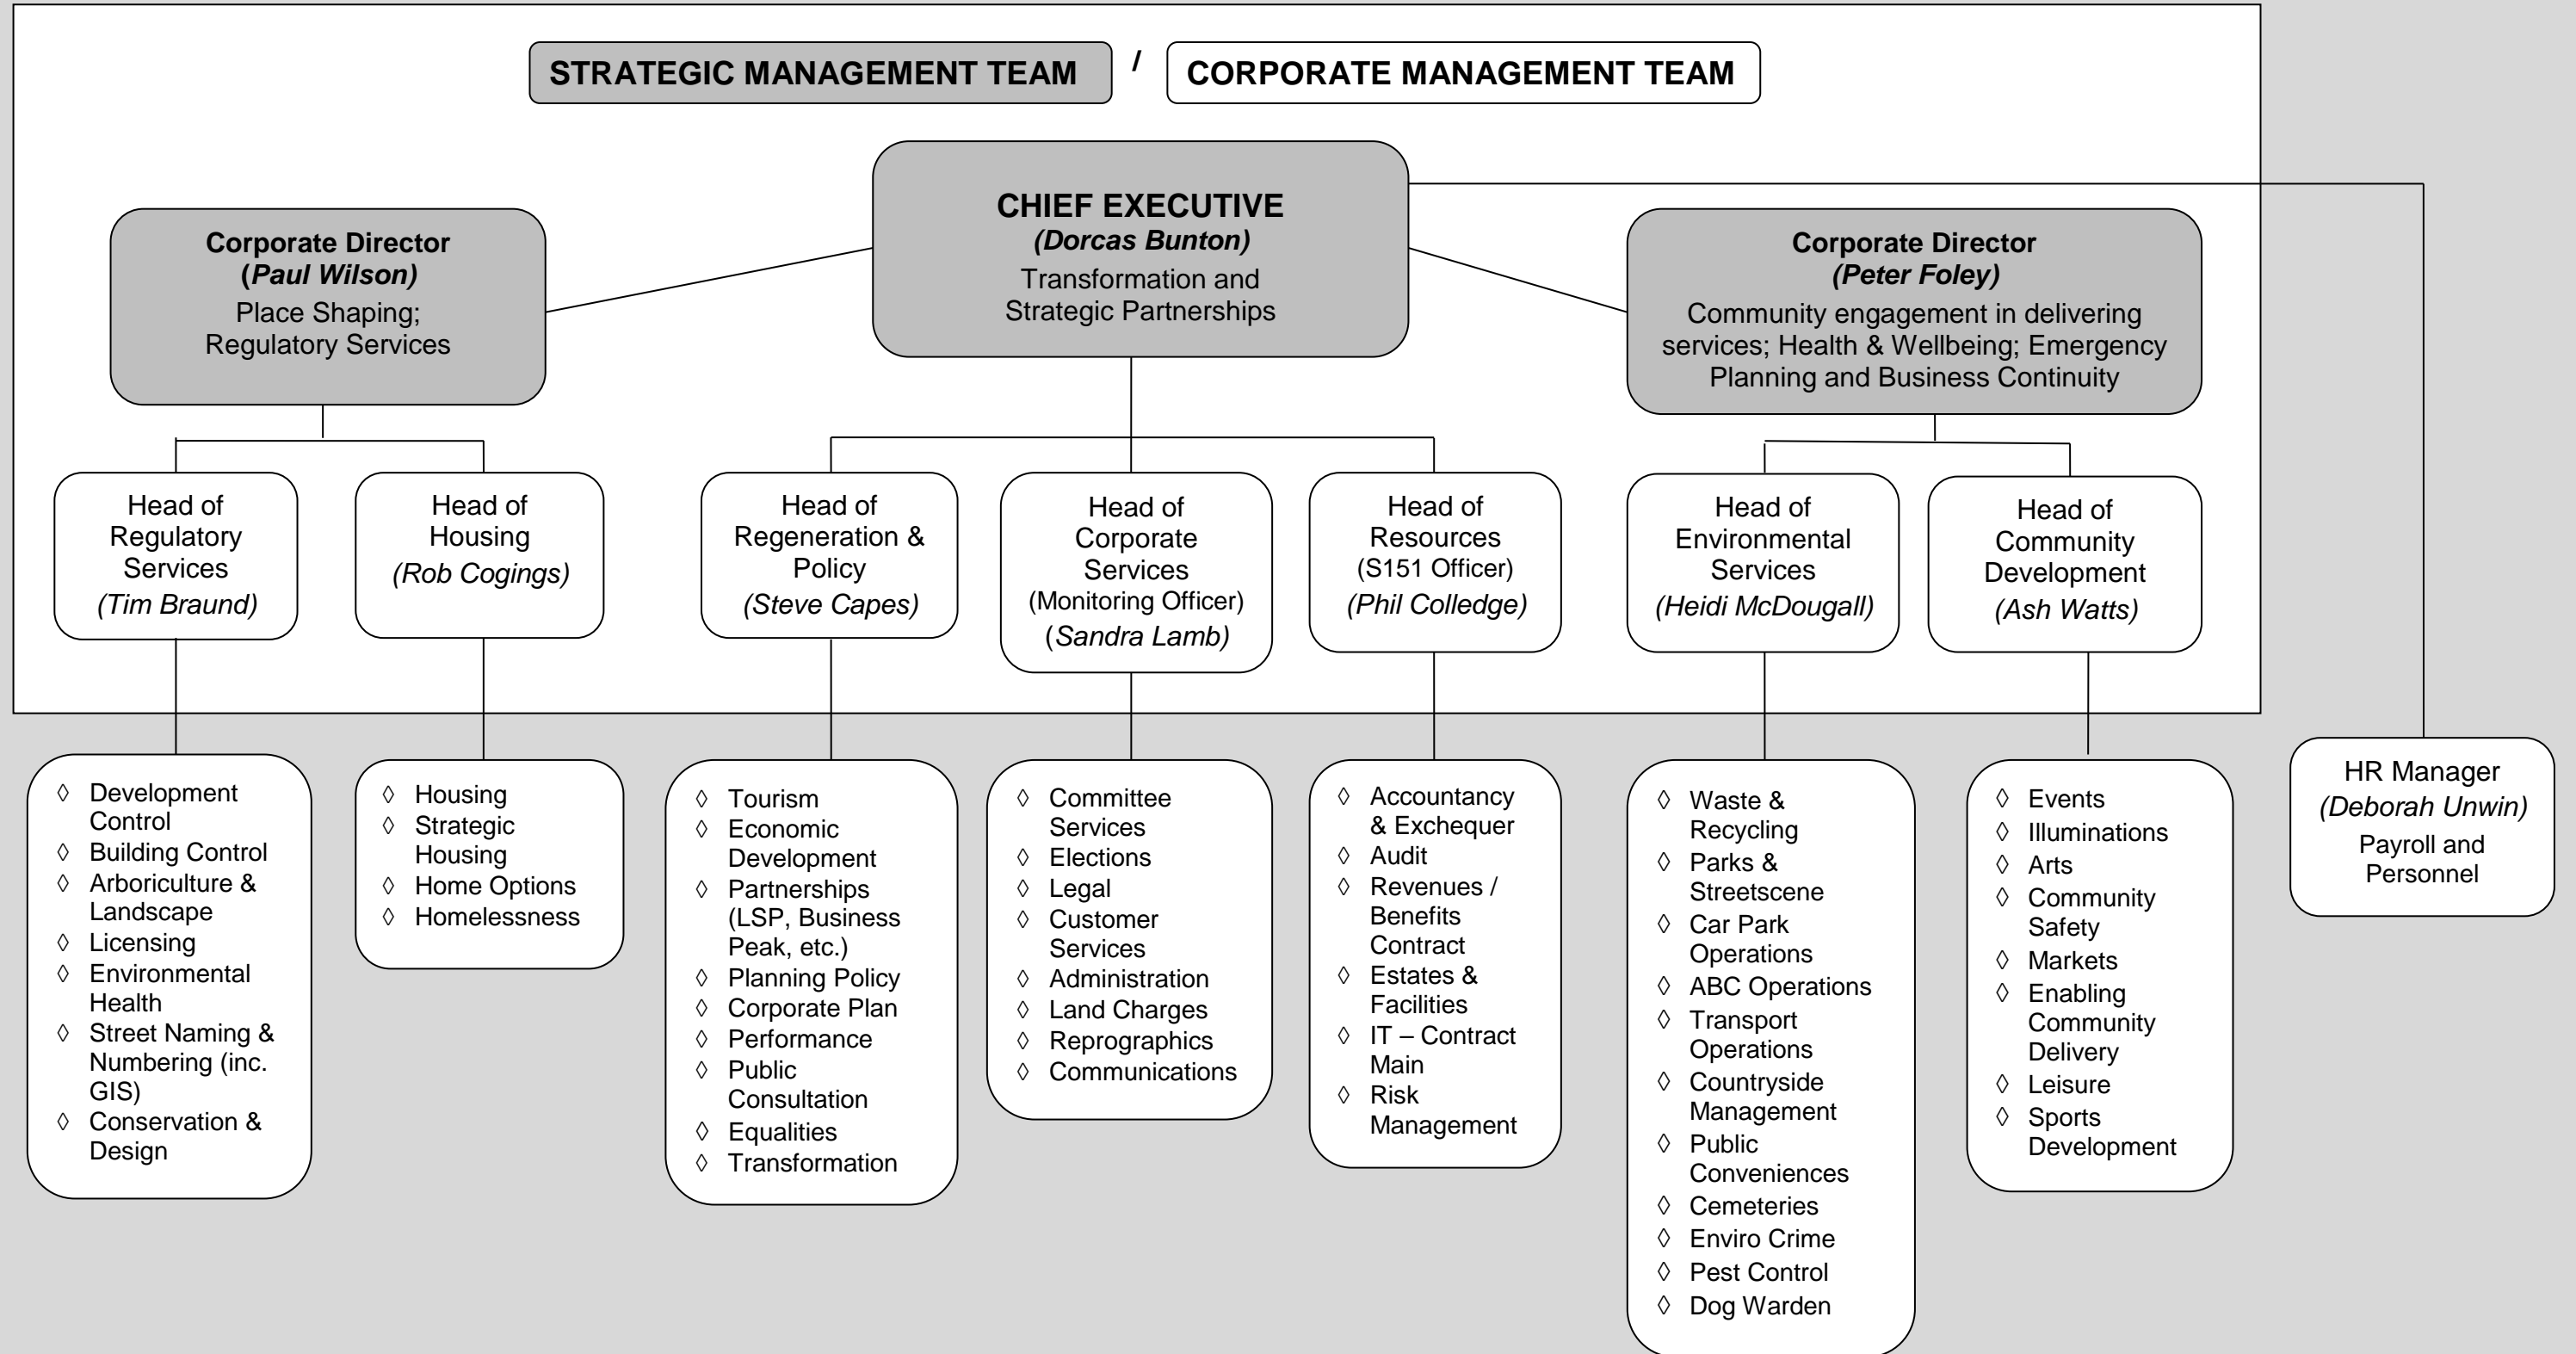 STRATEGIC MANAGEMENT TEAM / CORPORATE MANAGEMENT TEAM
CHIEF EXECUTIVE
(Dorcas Bunton)
Transformation and
Strategic Partnerships
Corporate Director
(Paul Wilson)
Place Shaping;
Regulatory Services
Corporate Director
(Peter Foley)
Community engagement in delivering
services; Health & Wellbeing; Emergency
Planning and Business Continuity
Head of
Regulatory
Services
(Tim Braund)
Head of
Housing
(Rob Cogings)
Head of
Regeneration &
Policy
(Steve Capes)
Head of
Corporate
Services
(Monitoring Officer)
(Sandra Lamb)
Head of
Resources
(S151 Officer)
(Phil Colledge)
Head of
Environmental
Services
(Heidi McDougall)
Head of
Community
Development
(Ash Watts)
◊ Development
Control
◊ Building Control
◊ Arboriculture &
Landscape
◊ Licensing
◊ Environmental
Health
◊ Street Naming &
Numbering (inc.
GIS)
◊ Conservation &
Design
◊ Housing
◊ Strategic
Housing
◊ Home Options
◊ Homelessness
◊ Tourism
◊ Economic
Development
◊ Partnerships
(LSP, Business
Peak, etc.)
◊ Planning Policy
◊ Corporate Plan
◊ Performance
◊ Public
Consultation
◊ Equalities
◊ Transformation
◊ Committee
Services
◊ Elections
◊ Legal
◊ Customer
Services
◊ Administration
◊ Land Charges
◊ Reprographics
◊ Communications
◊ Accountancy
& Exchequer
◊ Audit
◊ Revenues /
Benefits
Contract
◊ Estates &
Facilities
◊ IT – Contract
Main
◊ Risk
Management
◊ Waste &
Recycling
◊ Parks &
Streetscene
◊ Car Park
Operations
◊ ABC Operations
◊ Transport
Operations
◊ Countryside
Management
◊ Public
Conveniences
◊ Cemeteries
◊ Enviro Crime
◊ Pest Control
◊ Dog Warden
◊ Events
◊ Illuminations
◊ Arts
◊ Community
Safety
◊ Markets
◊ Enabling
Community
Delivery
◊ Leisure
◊ Sports
Development
HR Manager
(Deborah Unwin)
Payroll and
Personnel